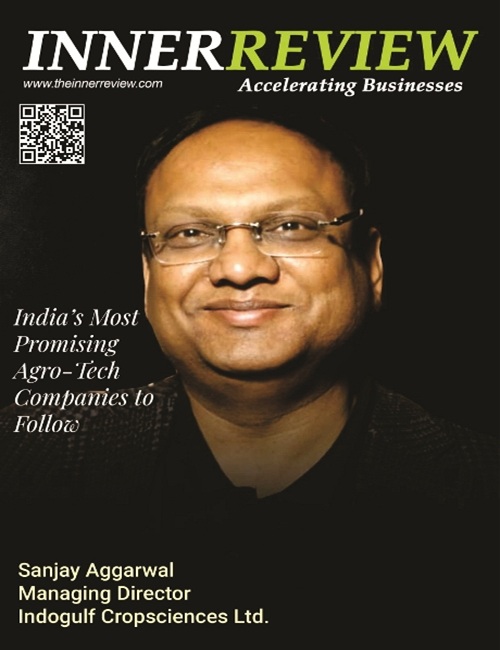 INNERREVIEW
www.theinnerreview.com
Accelerating Businesses
India's Most
Promising
Agro-Tech
Companies to
Follow
Sanjay Aggarwal
Managing Director
Indogulf Cropsciences Ltd.